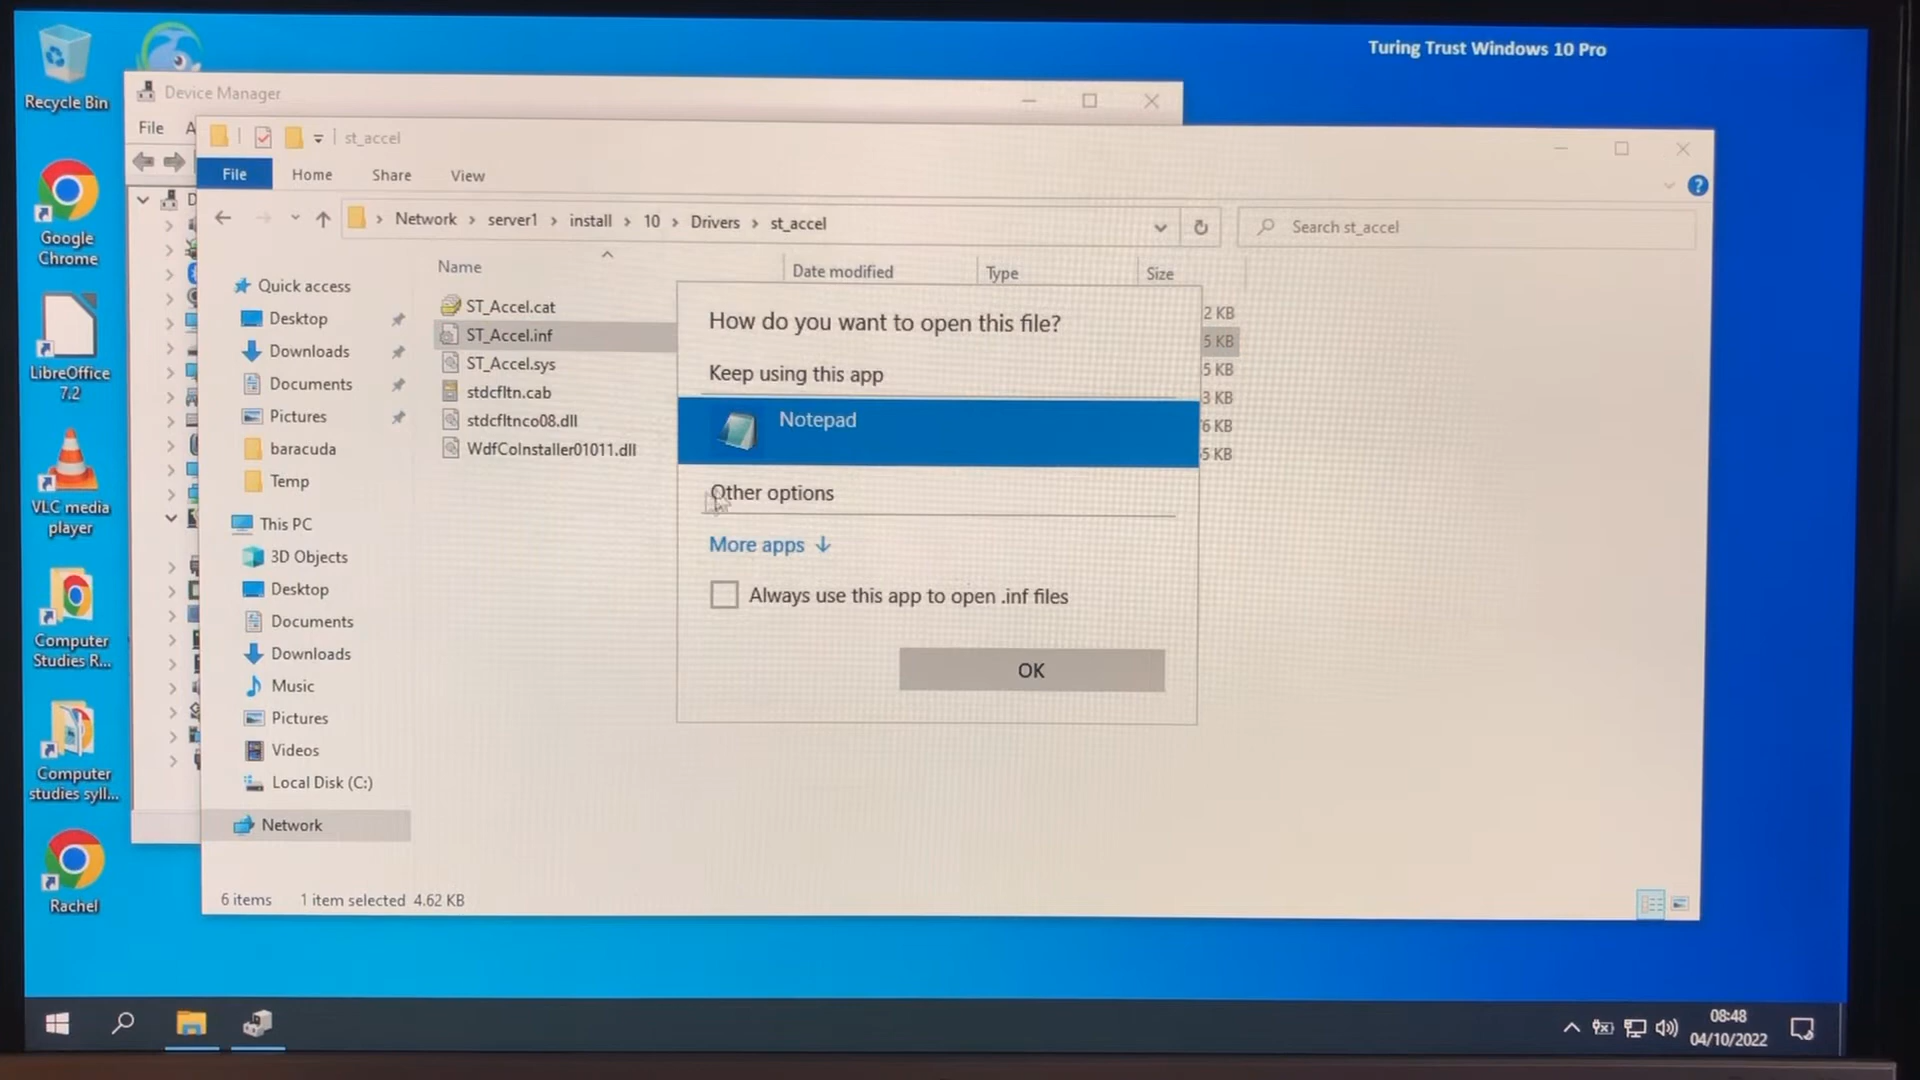 Turing Trust Windows 10 Pro
Recycle Bin
Device Manager
File A
st_accel
File Home Share View
Network > server1 > install > 10 > Drivers > st_accel
Search st_accel
Name Date modified Type Size
Quick access
Desktop
Downloads
Documents
Pictures
baracuda
Temp
This PC
3D Objects
Desktop
Documents
Downloads
Music
Pictures
Videos
Local Disk (C:)
Network
ST_Accel.cat
ST_Accel.inf
ST_Accel.sys
stdcfltn.cab
stdcfltnco08.dll
WdfCoInstaller01011.dll
2 KB
5 KB
5 KB
3 KB
6 KB
5 KB
How do you want to open this file?
Keep using this app
Notepad
Other options
More apps
Always use this app to open .inf files
OK
6 items 1 item selected 4.62 KB
Google
Chrome
LibreOffice
7.2
VLC media
player
Computer
Studies R...
Computer
studies syll...
Rachel
08:48
04/10/2022